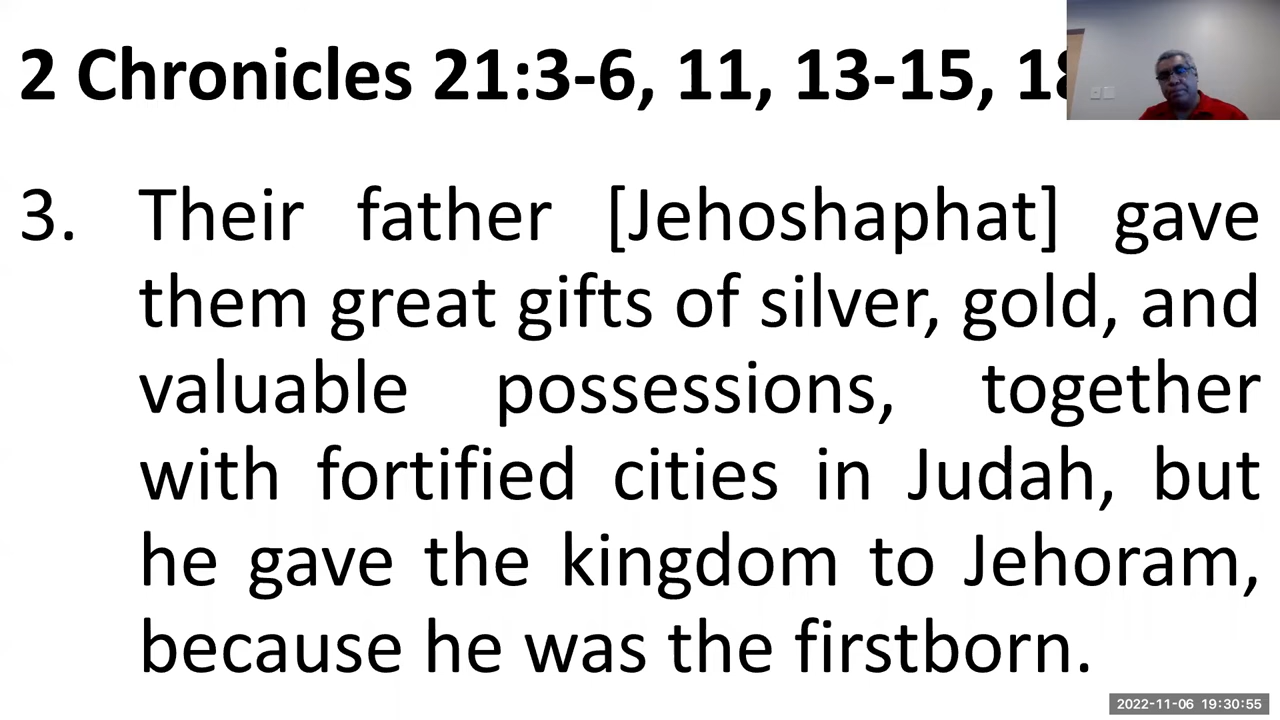 2 Chronicles 21:3-6, 11, 13-15,
3. Their father [Jehoshaphat] gave
them great gifts of silver, gold, and
valuable possessions, together
with fortified cities in Judah, but
he gave the kingdom to Jehoram,
because he was the firstborn.
2022-11-06 19:30:55